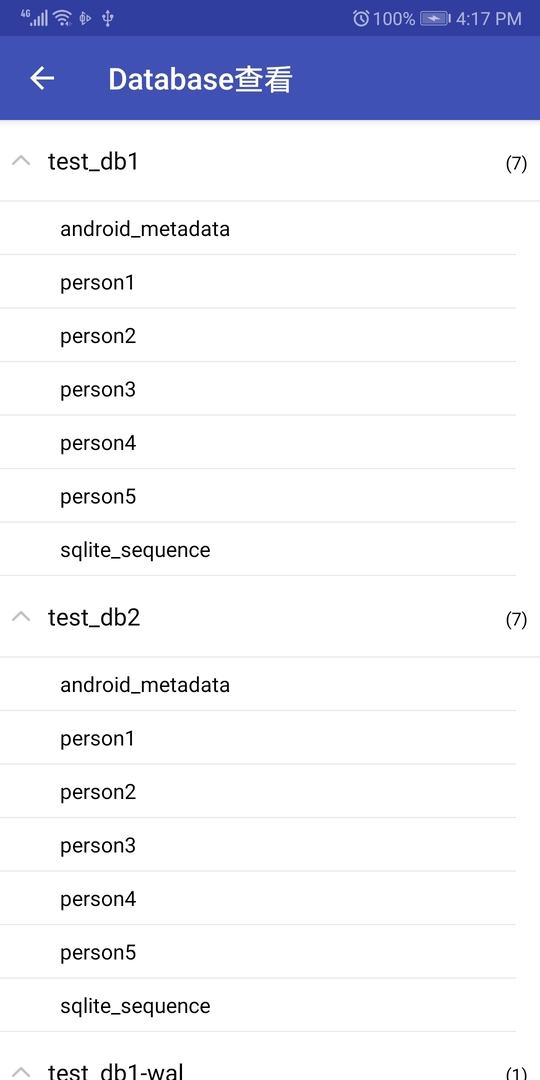 4G 100% 4:17 PM
Database查看
test_db1 (7)
android_metadata
person1
person2
person3
person4
person5
sqlite_sequence
test_db2 (7)
android_metadata
person1
person2
person3
person4
person5
sqlite_sequence
test_db1-wal (1)